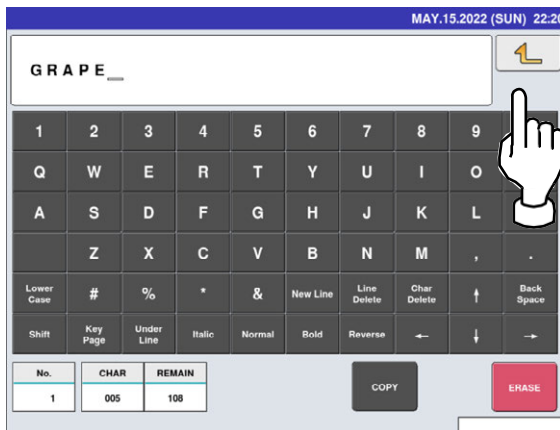 MAY.15.2022 (SUN) 22:20
GRAPE_
1 2 3 4 5 6 7 8 9
Q W E R T Y U I O
A S D F G H J K L
Z X C V B N M , .
Lower Case # % * & New Line Line Delete Char Delete ↑ Back Space
Shift Key Page Under Line Italic Normal Bold Reverse ← ↓ →
No. CHAR REMAIN
1 005 108
COPY
ERASE